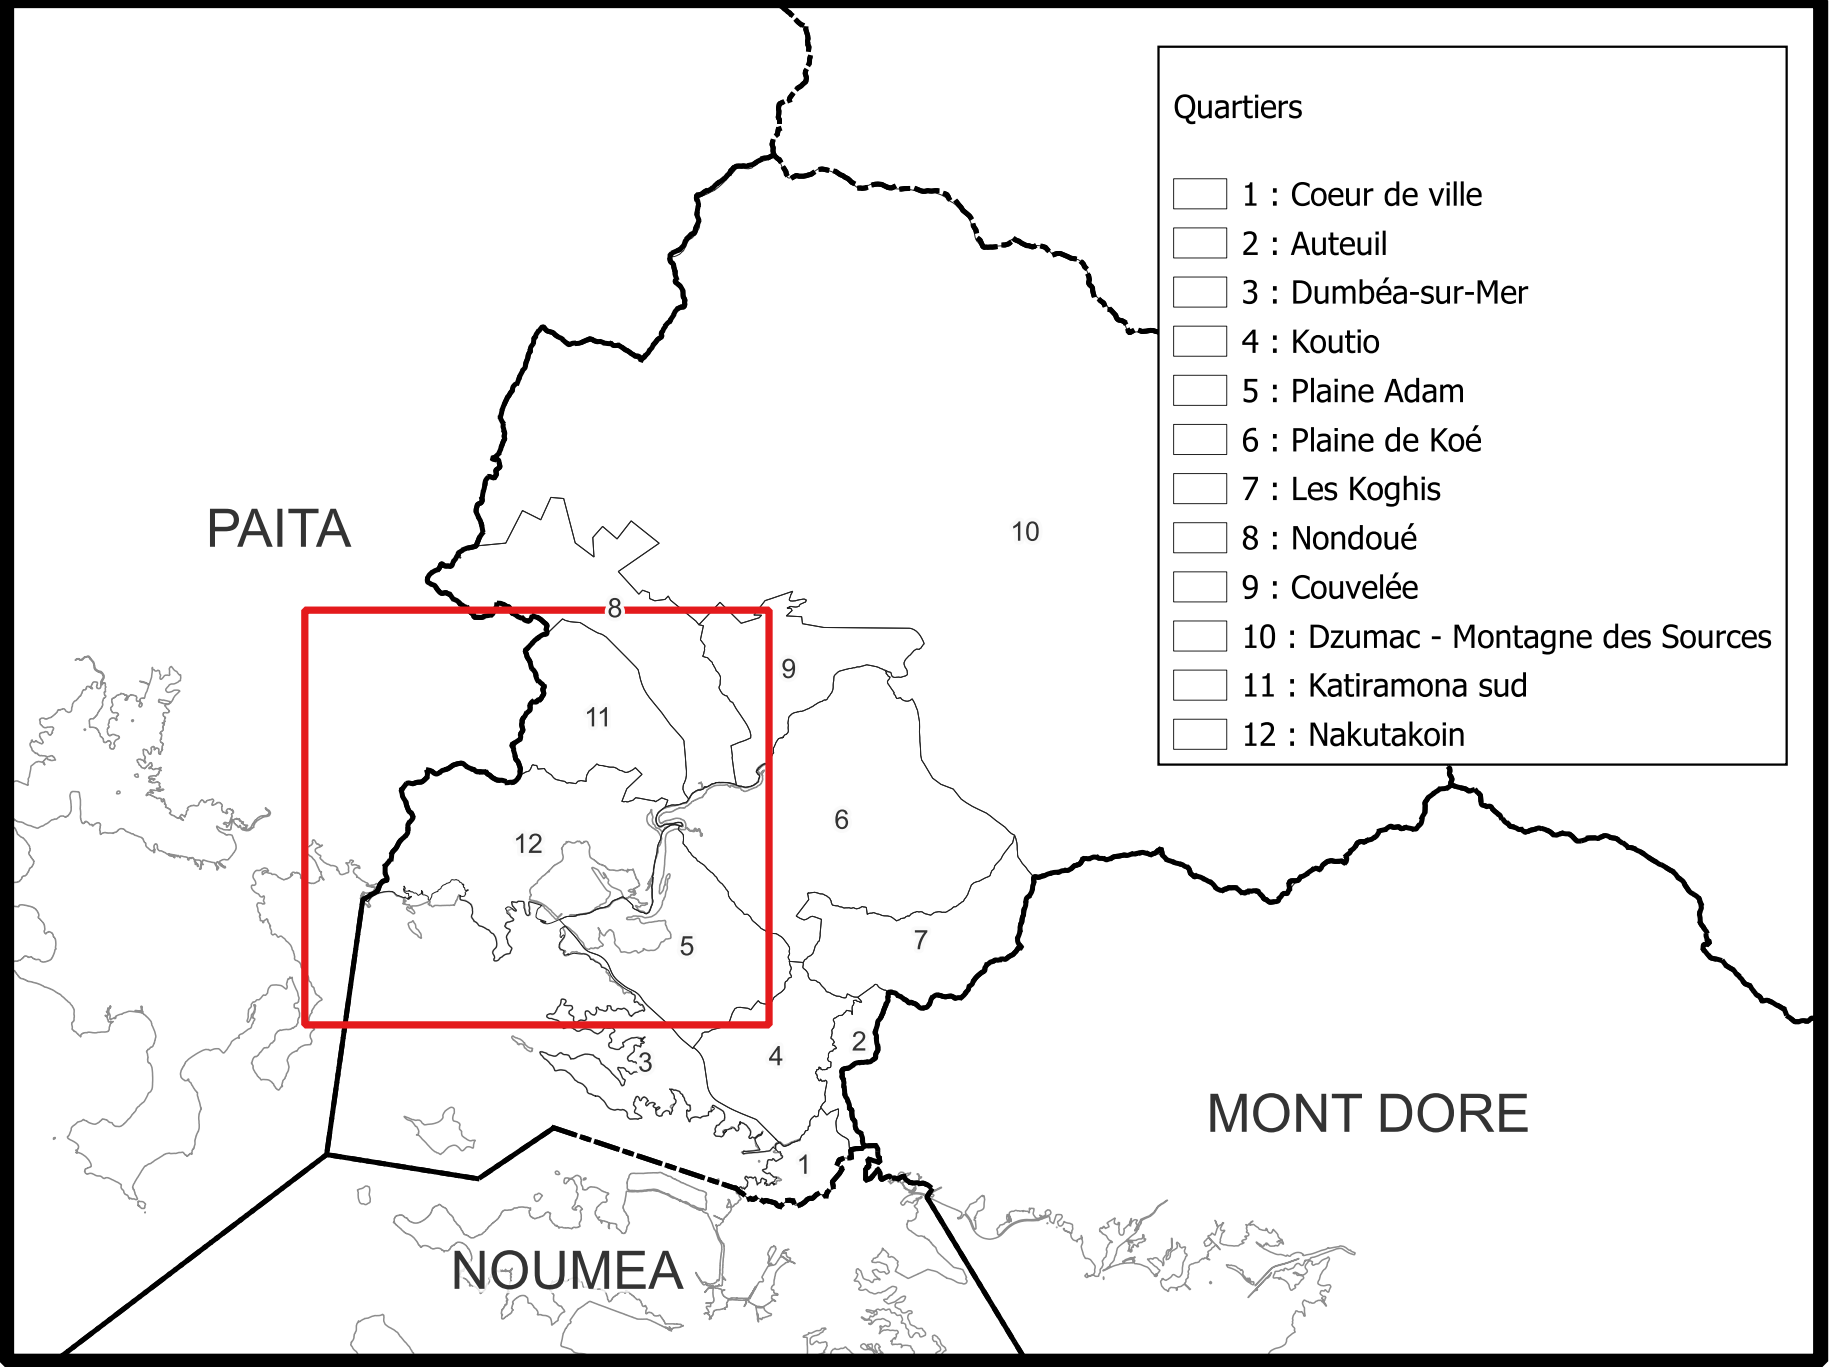 Quartiers
1 : Coeur de ville
2 : Auteuil
3 : Dumbéa-sur-Mer
4 : Koutio
5 : Plaine Adam
6 : Plaine de Koé
7 : Les Koghis
8 : Nondoué
9 : Couvelée
10 : Dzumac - Montagne des Sources
11 : Katiramona sud
12 : Nakutakoin
PAITA
10
8
9
11
6
12
7
5
2
4
3
MONT DORE
1
NOUMEA